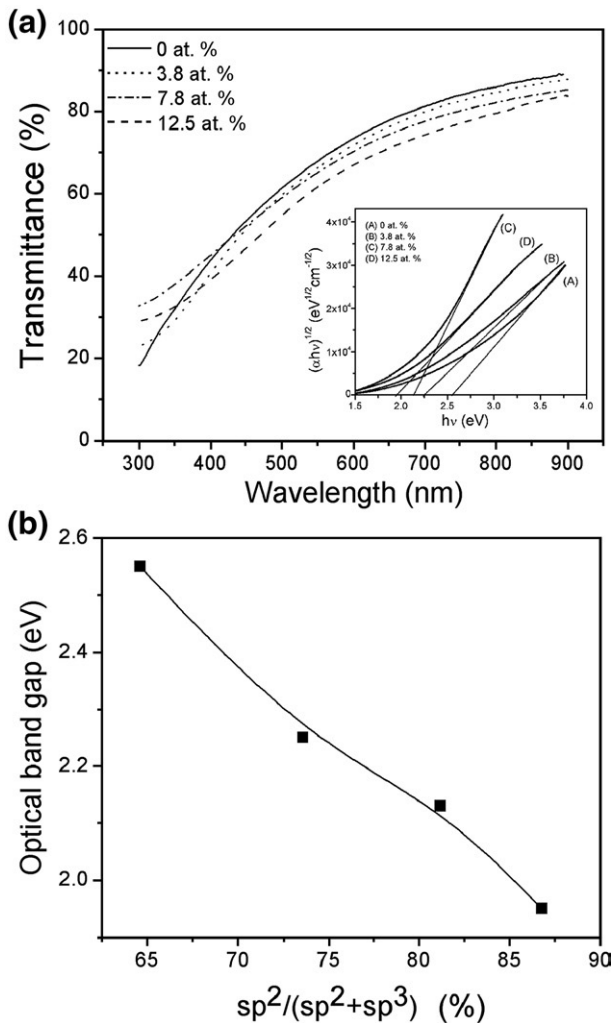 (a)
100
80
60
40
20
0
Transmittance (%)
0 at. %
3.8 at. %
7.8 at. %
12.5 at. %
300 400 500 600 700 800 900
Wavelength (nm)
(A) 0 at. %
(B) 3.8 at. %
(C) 7.8 at. %
(D) 12.5 at. %
(C)
(D)
(B)
(A)
4x10⁴
3x10⁴
2x10⁴
1x10⁴
0
(αhν)^1/2 (eV^1/2cm^-1/2)
1.5 2.0 2.5 3.0 3.5 4.0
hν (eV)
(b)
2.6
2.4
2.2
2.0
Optical band gap (eV)
65 70 75 80 85 90
sp²/(sp²+sp³) (%)